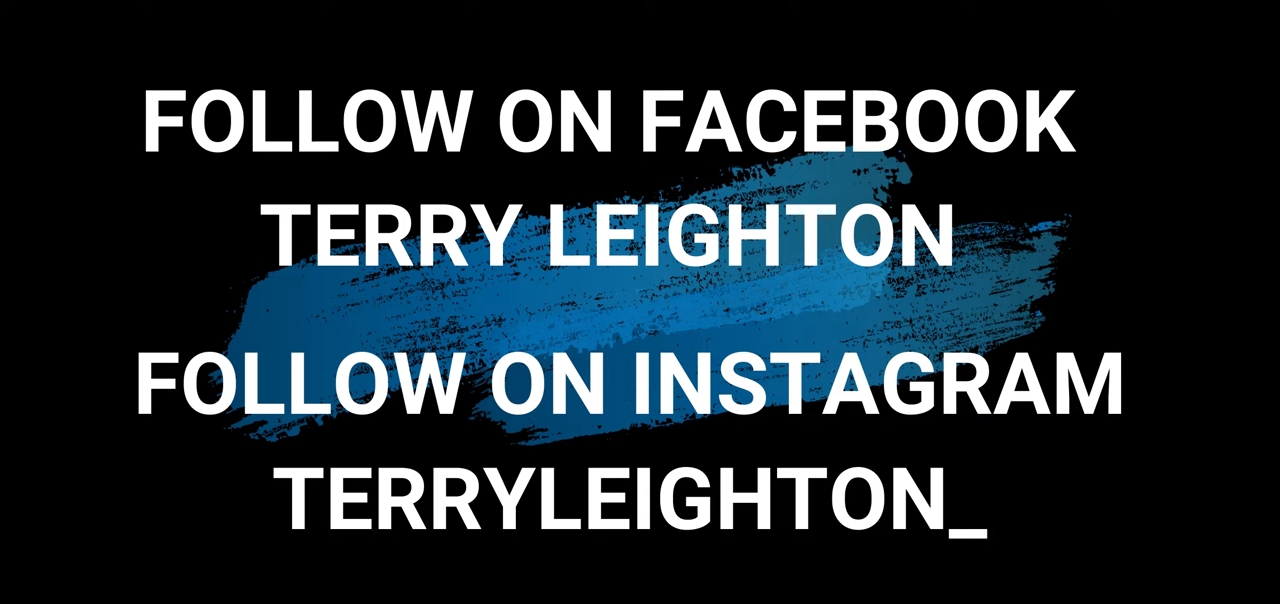 FOLLOW ON FACEBOOK
TERRY LEIGHTON
FOLLOW ON INSTAGRAM
TERRYLEIGHTON_